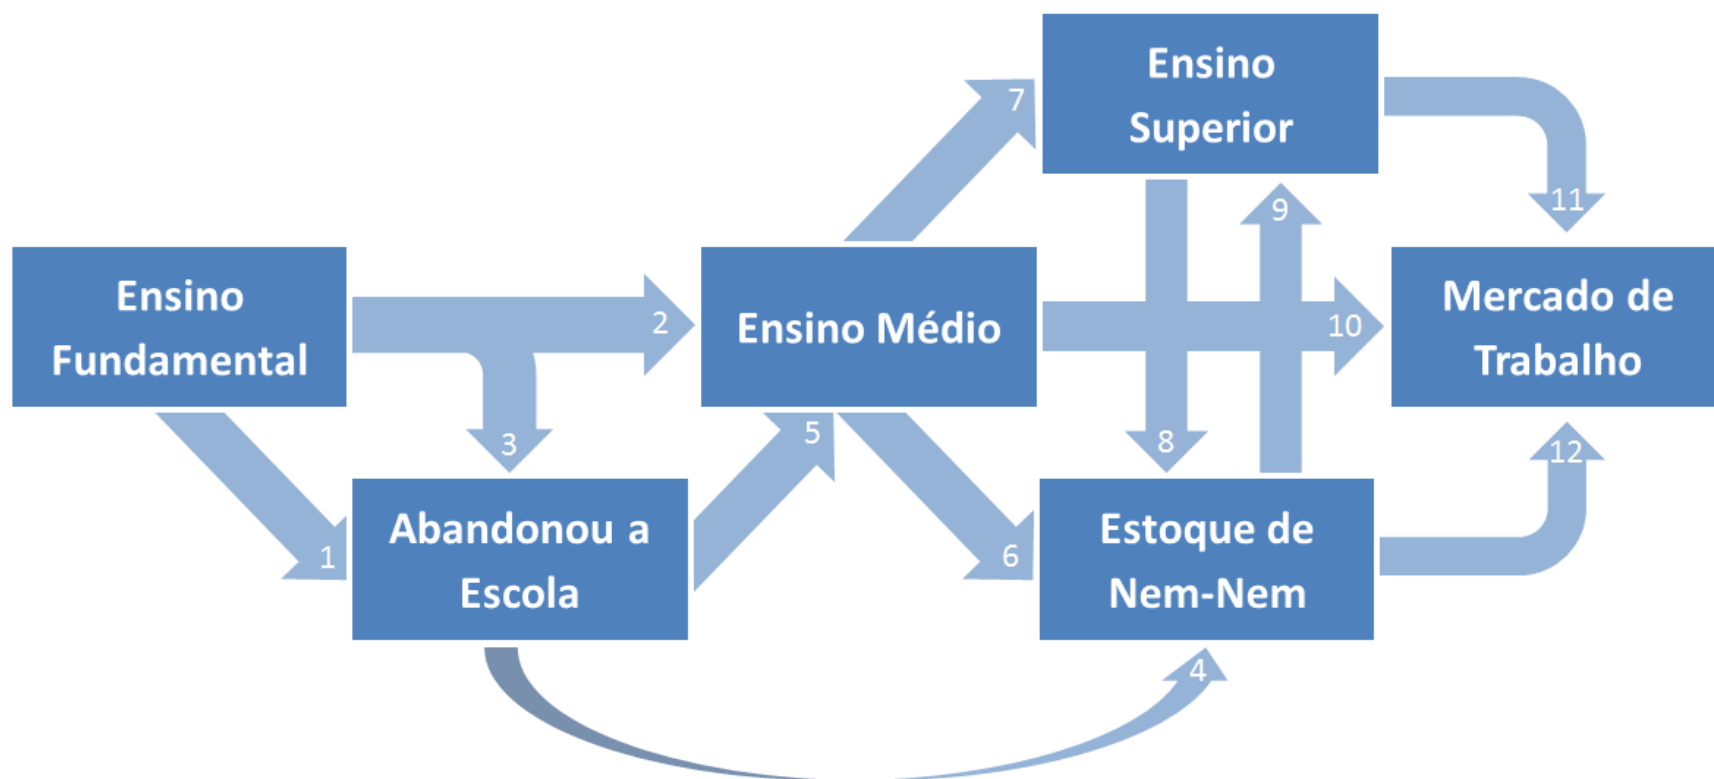 Ensino
Superior
7
11
9
Ensino
Fundamental
2
Ensino Médio
10
Mercado de
Trabalho
3
5
8
12
1
Abandonou a
Escola
6
Estoque de
Nem-Nem
4